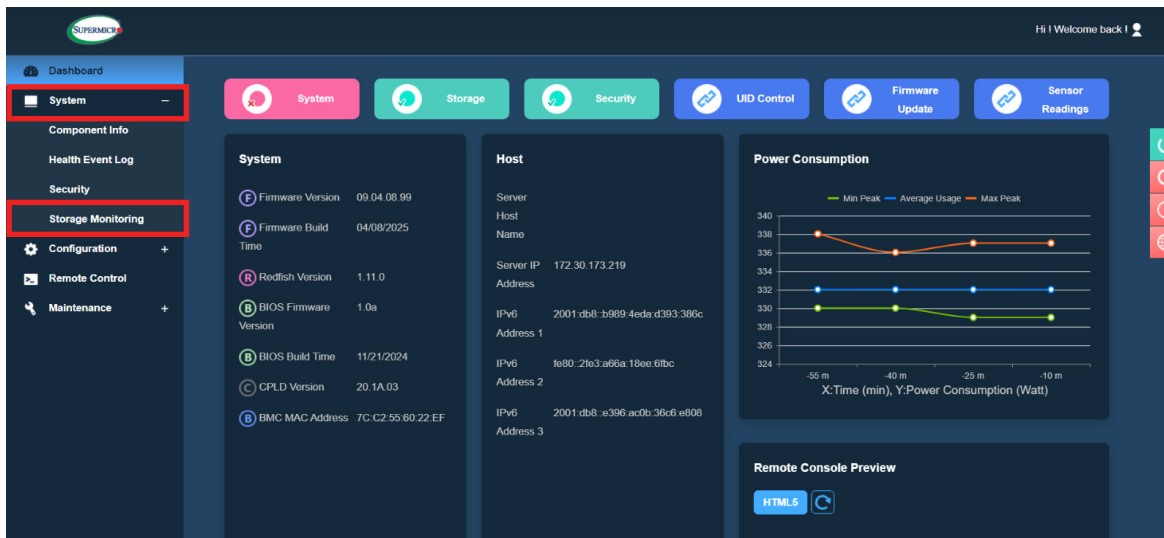 SUPERMICR
Hi ! Welcome back !
Dashboard
System –
Component Info
Health Event Log
Security
Storage Monitoring
Configuration +
Remote Control
Maintenance +
System
Storage
Security
UID Control
Firmware
Update
Sensor
Readings
System
F Firmware Version 09.04.08.99
F Firmware Build 04/08/2025
Time
R Redfish Version 1.11.0
B BIOS Firmware 1.0a
Version
B BIOS Build Time 11/21/2024
C CPLD Version 20.1A.03
B BMC MAC Address 7C:C2:55:60:22:EF
Host
Server
Host
Name
Server IP 172.30.173.219
Address
IPv6 2001:db8::b989:4eda:d393:386c
Address 1
IPv6 fe80::2fe3:a66a:18ee:6fbc
Address 2
IPv6 2001:db8::e396:ac0b:36c6:e808
Address 3
Power Consumption
Min Peak Average Usage Max Peak
340
338
336
334
332
330
328
326
324
-55 m -40 m -25 m -10 m
X:Time (min), Y:Power Consumption (Watt)
Remote Console Preview
HTML5